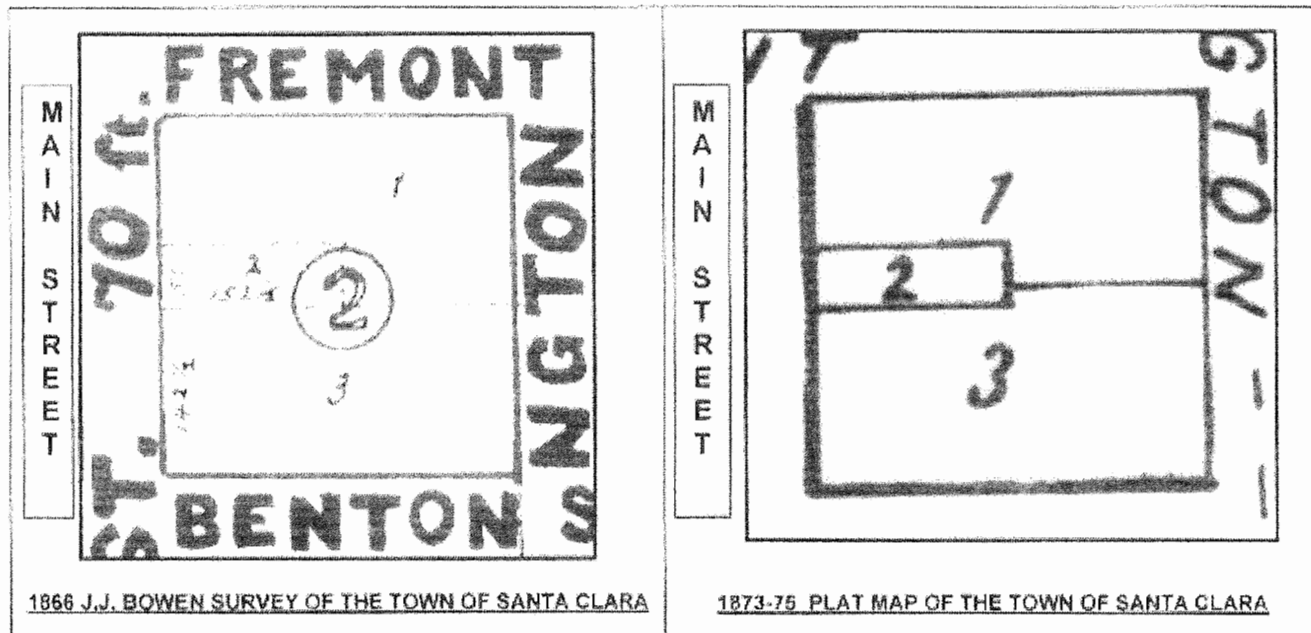 MAIN STREET
FREMONT
ST. 70 ft.
1
2
2
3
NGTON
BENTON S
1866 J.J. BOWEN SURVEY OF THE TOWN OF SANTA CLARA
MAIN STREET
GTON
1
2
3
1873-75 PLAT MAP OF THE TOWN OF SANTA CLARA